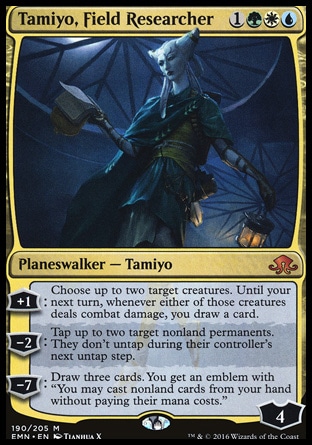 Tamiyo, Field Researcher 1
Planeswalker — Tamiyo
+1: Choose up to two target creatures. Until your
next turn, whenever either of those creatures
deals combat damage, you draw a card.
-2: Tap up to two target nonland permanents.
They don't untap during their controller's
next untap step.
-7: Draw three cards. You get an emblem with
"You may cast nonland cards from your hand
without paying their mana costs."
4
190/205 M
EMN • EN Tianhua X
™ & © 2016 Wizards of the Coast